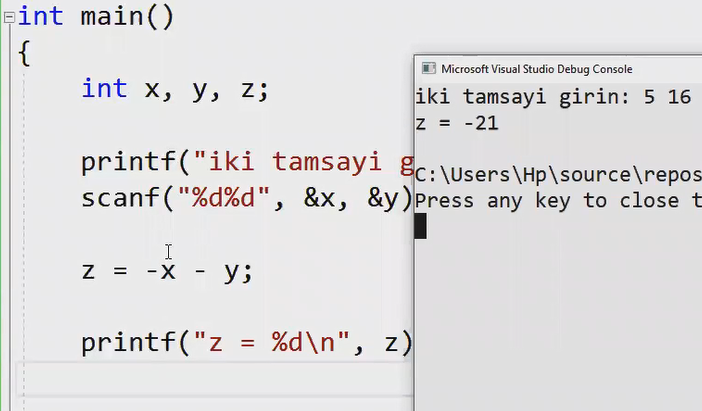 int main()
{
int x, y, z;
printf("iki tamsayi g
scanf("%d%d", &x, &y)
z = -x - y;
printf("z = %d\n", z)
Microsoft Visual Studio Debug Console
iki tamsayi girin: 5 16
z = -21
C:\Users\Hp\source\repos
Press any key to close t